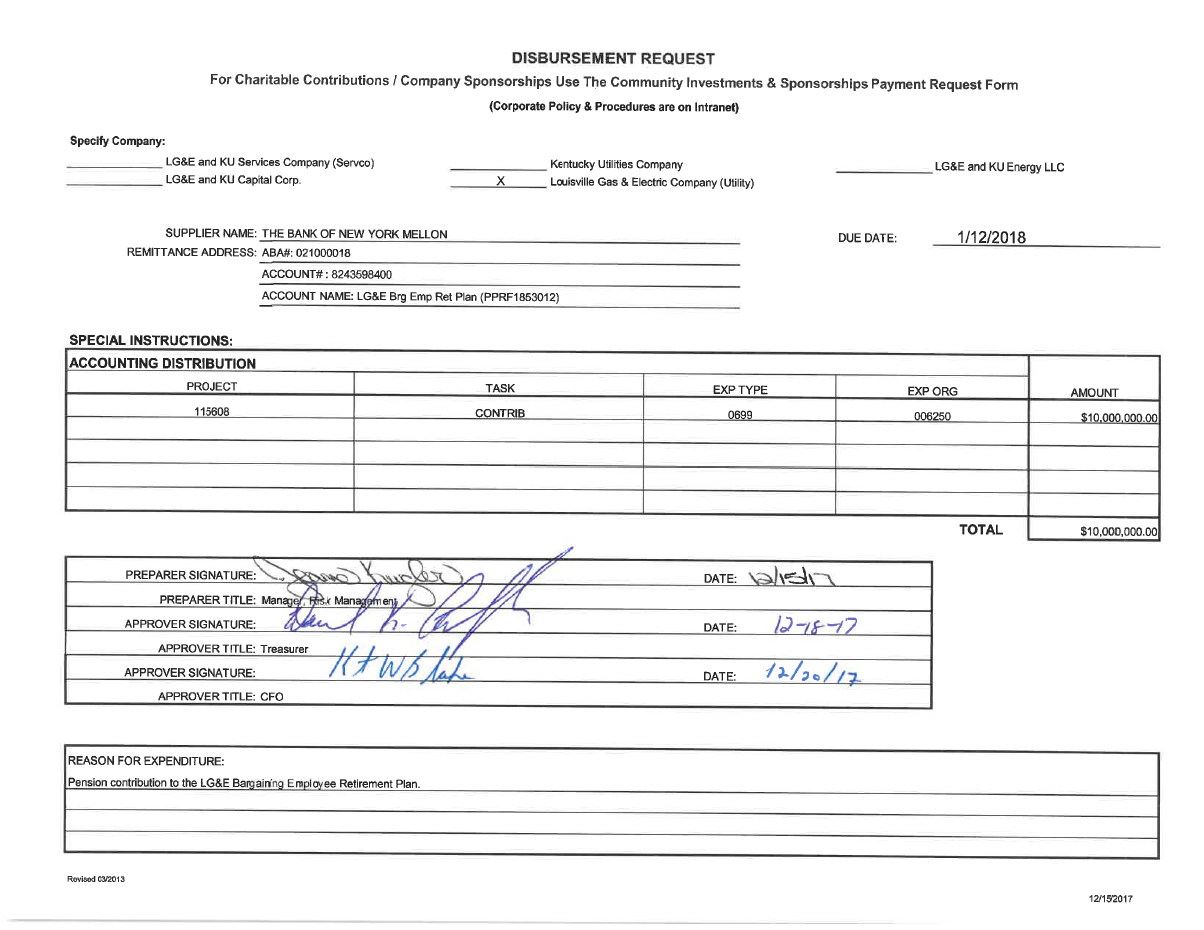 DISBURSEMENT REQUEST
For Charitable Contributions / Company Sponsorships Use The Community Investments & Sponsorships Payment Request Form
(Corporate Policy & Procedures are on Intranet)
Specify Company:
LG&E and KU Services Company (Servco)
Kentucky Utilities Company
LG&E and KU Energy LLC
LG&E and KU Capital Corp.
X Louisville Gas & Electric Company (Utility)
SUPPLIER NAME: THE BANK OF NEW YORK MELLON
DUE DATE: 1/12/2018
REMITTANCE ADDRESS: ABA#: 021000018
ACCOUNT# : 8243598400
ACCOUNT NAME: LG&E Brg Emp Ret Plan (PPRF1853012)
SPECIAL INSTRUCTIONS:
ACCOUNTING DISTRIBUTION
PROJECT TASK EXP TYPE EXP ORG AMOUNT
115608 CONTRIB 0699 006250 $10,000,000.00
TOTAL $10,000,000.00
PREPARER SIGNATURE: DATE: 12/15/17
PREPARER TITLE: Manager, Risk Management
APPROVER SIGNATURE: DATE: 12-18-17
APPROVER TITLE: Treasurer
APPROVER SIGNATURE: DATE: 12/20/17
APPROVER TITLE: CFO
REASON FOR EXPENDITURE:
Pension contribution to the LG&E Bargaining Employee Retirement Plan.
Revised 03/2013
12/15/2017